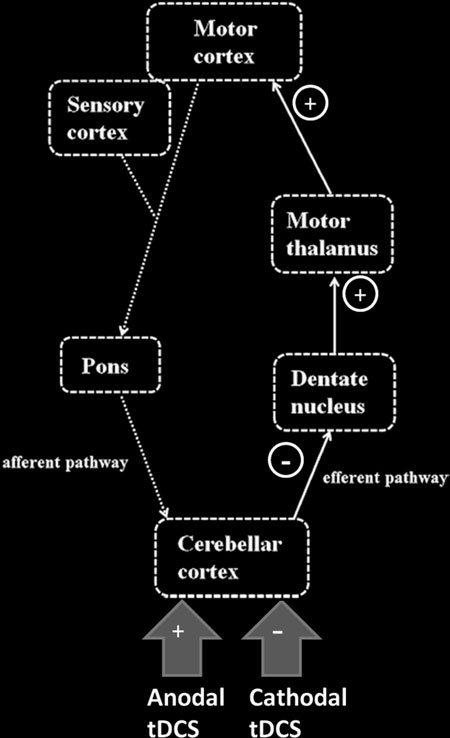 Motor
cortex
Sensory
cortex
+
Motor
thalamus
+
Pons
Dentate
nucleus
afferent pathway
-
efferent pathway
Cerebellar
cortex
+
-
Anodal
tDCS
Cathodal
tDCS